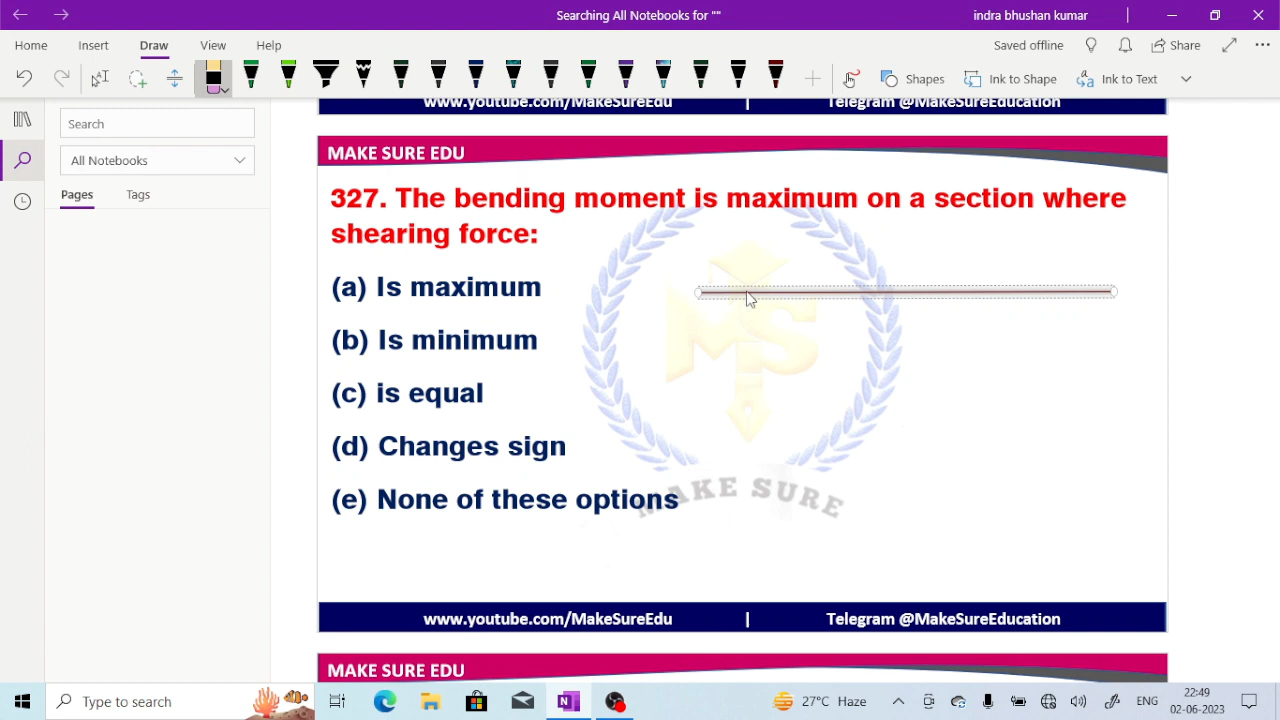 Searching All Notebooks for ""
indra bhushan kumar
Home Insert Draw View Help
Saved offline
Share
Shapes
Ink to Shape
Ink to Text
Search
All Notebooks
Pages Tags
www.youtube.com/MakeSureEdu | Telegram @MakeSureEducation
MAKE SURE EDU
327. The bending moment is maximum on a section where
shearing force:
(a) Is maximum
(b) Is minimum
(c) is equal
(d) Changes sign
(e) None of these options
MS
MAKE SURE
www.youtube.com/MakeSureEdu | Telegram @MakeSureEducation
MAKE SURE EDU
Type to search
27°C Haze
ENG
22:49
02-06-2023